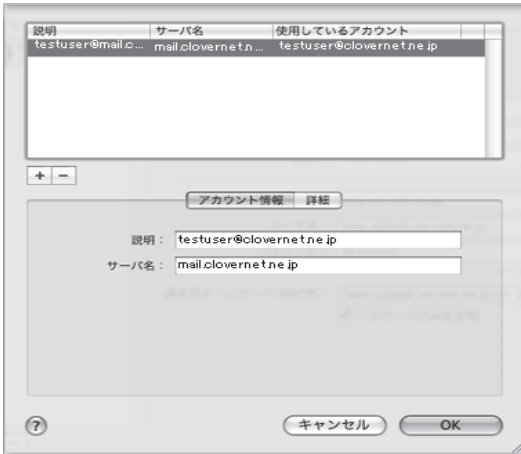 説明 サーバ名 使用しているアカウント
testuser@mail.c... mail.clovernet.n... testuser@clovernet.ne.jp
+ −
アカウント情報 詳細
説明： testuser@clovernet.ne.jp
サーバ名： mail.clovernet.ne.jp
? キャンセル OK